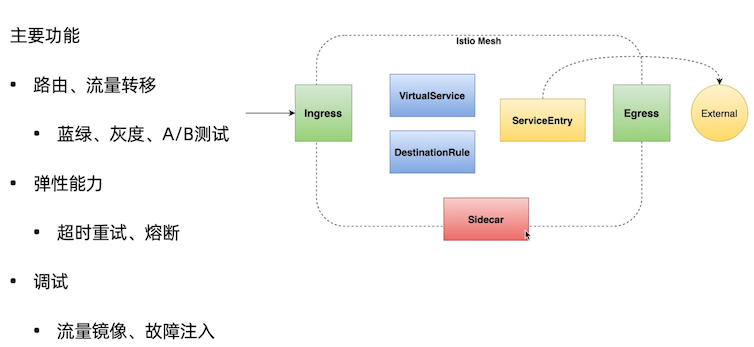 主要功能
路由、流量转移
蓝绿、灰度、A/B测试
弹性能力
超时重试、熔断
调试
流量镜像、故障注入
Istio Mesh
Ingress
VirtualService
DestinationRule
ServiceEntry
Egress
External
Sidecar